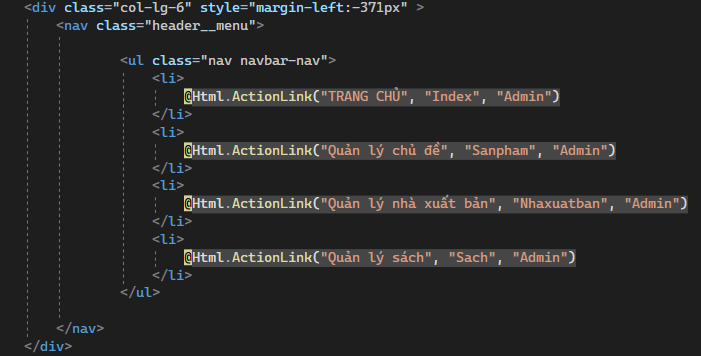 <div class="col-lg-6" style="margin-left:-371px" >
<nav class="header__menu">
<ul class="nav navbar-nav">
<li>
@Html.ActionLink("TRANG CHỦ", "Index", "Admin")
</li>
<li>
@Html.ActionLink("Quản lý chủ đề", "Sanpham", "Admin")
</li>
<li>
@Html.ActionLink("Quản lý nhà xuất bản", "Nhaxuatban", "Admin")
</li>
<li>
@Html.ActionLink("Quản lý sách", "Sach", "Admin")
</li>
</ul>
</nav>
</div>